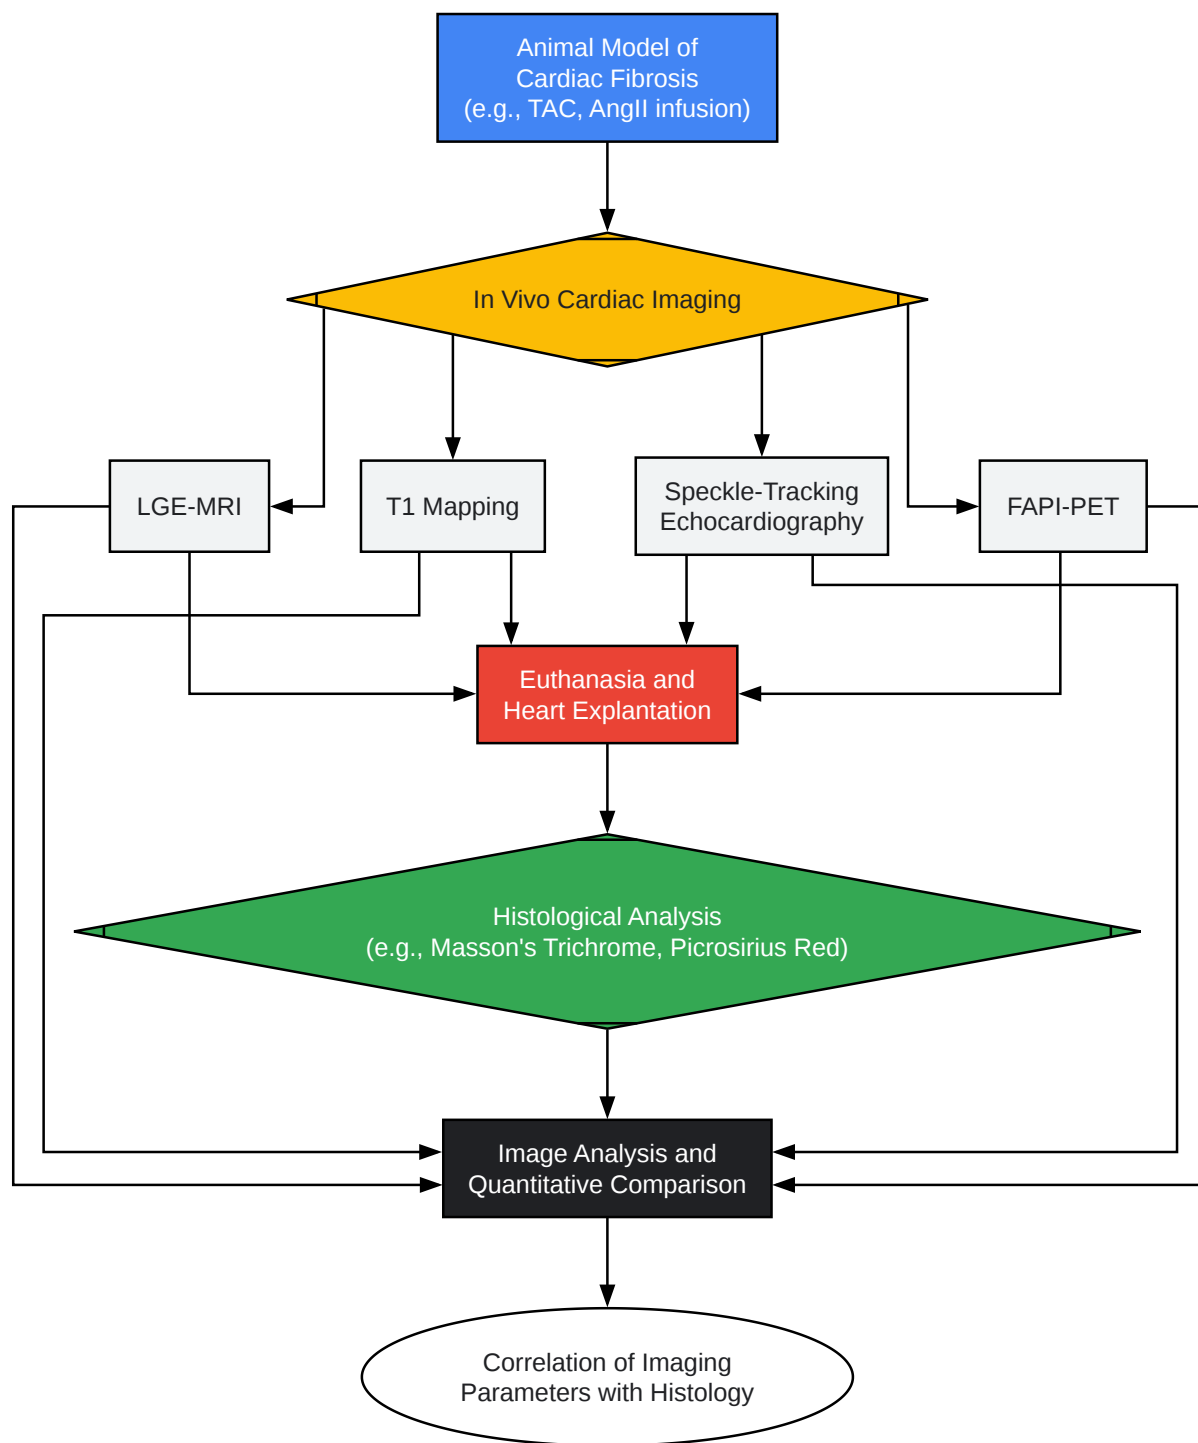 Animal Model of
Cardiac Fibrosis
(e.g., TAC, AngII infusion)
In Vivo Cardiac Imaging
LGE-MRI
T1 Mapping
Speckle-Tracking
Echocardiography
FAPI-PET
Euthanasia and
Heart Explantation
Histological Analysis
(e.g., Masson's Trichrome, Picrosirius Red)
Image Analysis and
Quantitative Comparison
Correlation of Imaging
Parameters with Histology